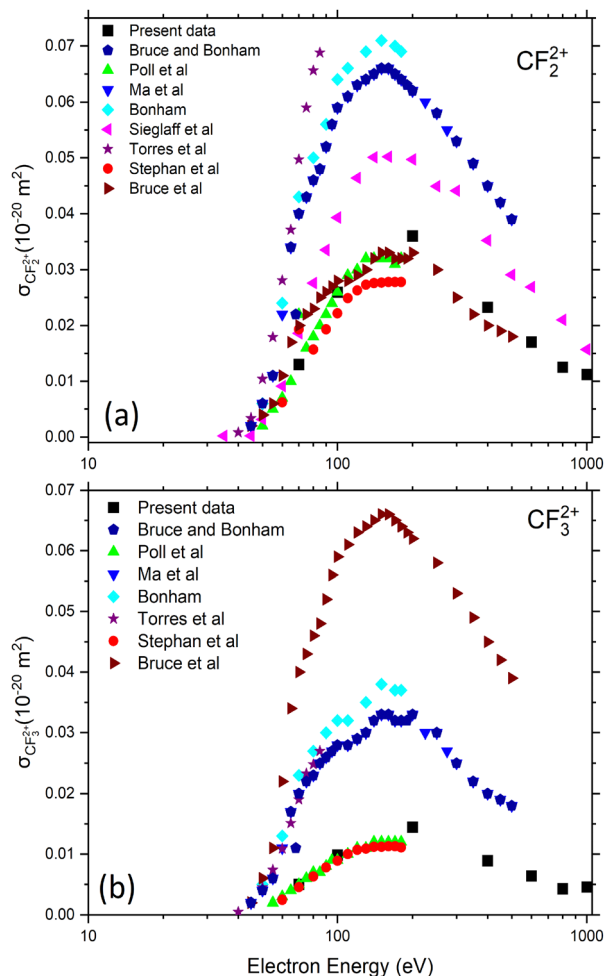 0.07
0.06
0.05
0.04
0.03
0.02
0.01
0.00
σCF₂²⁺(10⁻²⁰ m²)
Present data
Bruce and Bonham
Poll et al
Ma et al
Bonham
Sieglaff et al
Torres et al
Stephan et al
Bruce et al
CF₂²⁺
(a)
10
100
1000
0.07
0.06
0.05
0.04
0.03
0.02
0.01
0.00
σCF₃²⁺(10⁻²⁰ m²)
Present data
Bruce and Bonham
Poll et al
Ma et al
Bonham
Torres et al
Stephan et al
Bruce et al
CF₃²⁺
(b)
10
100
1000
Electron Energy (eV)